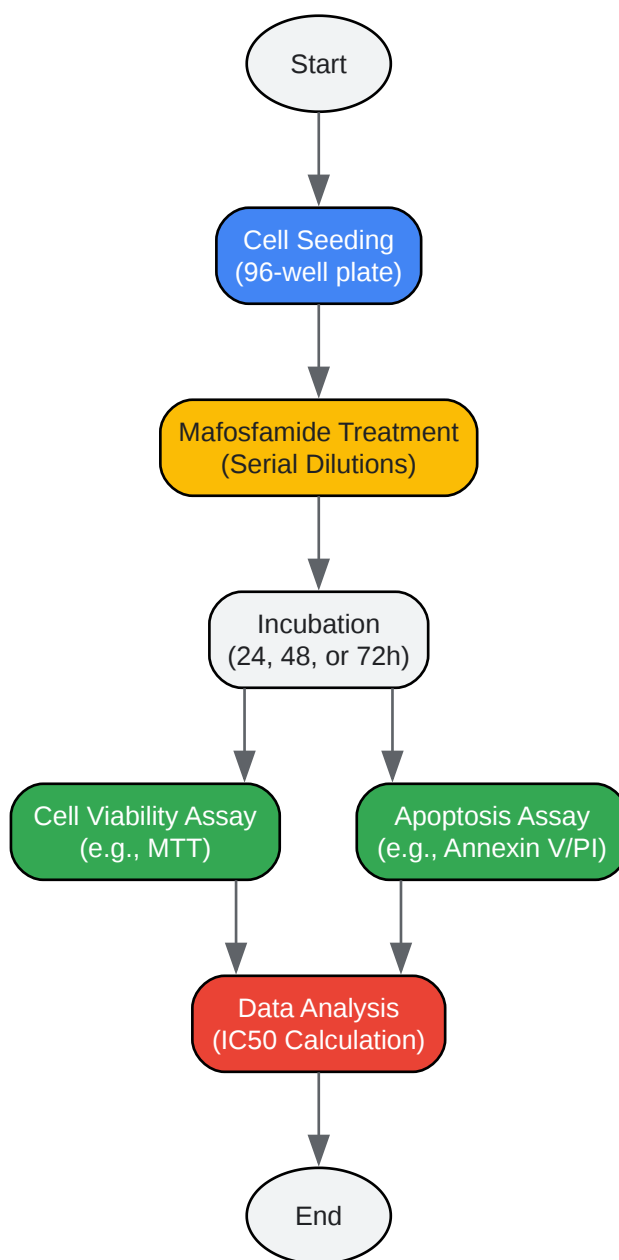 Start
Cell Seeding
(96-well plate)
Mafosfamide Treatment
(Serial Dilutions)
Incubation
(24, 48, or 72h)
Cell Viability Assay
(e.g., MTT)
Apoptosis Assay
(e.g., Annexin V/PI)
Data Analysis
(IC50 Calculation)
End